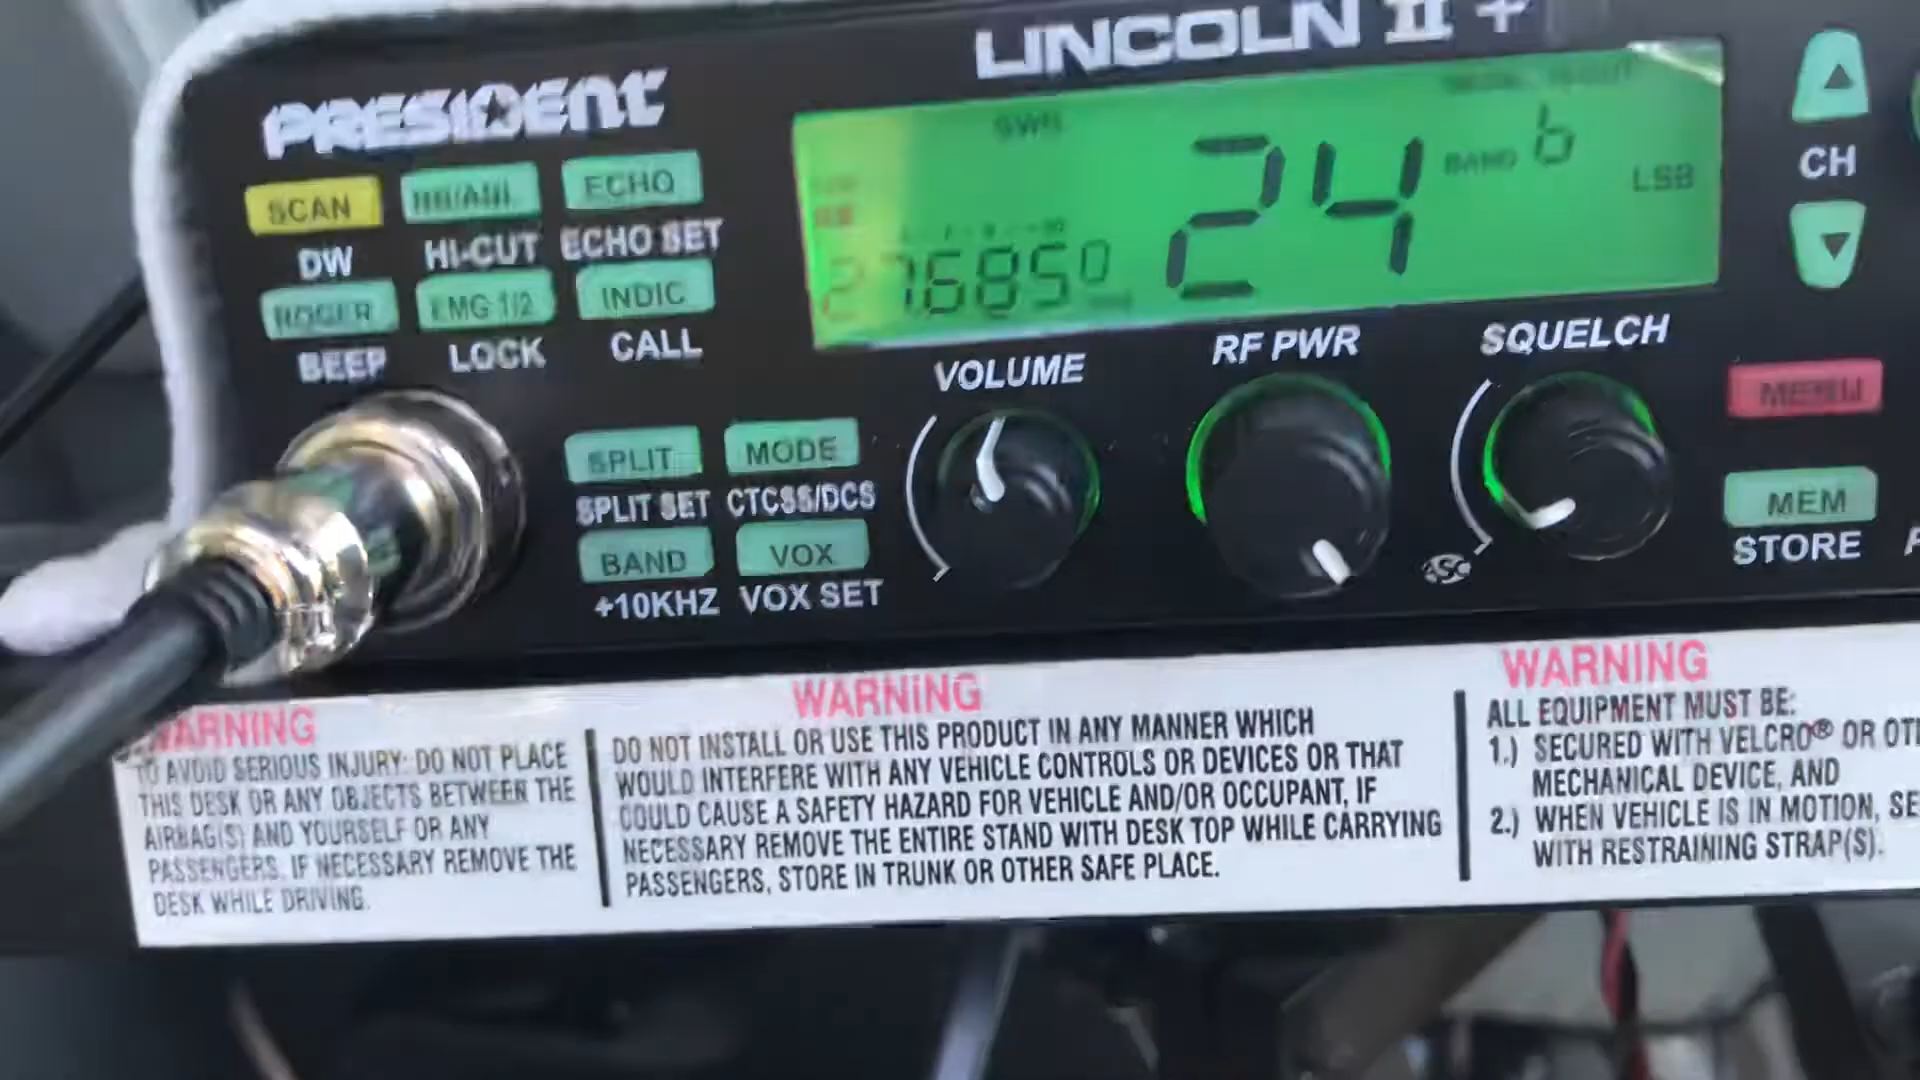 LINCOLN II +
PRESIDENT
SWR
24
BAND b
LSB
27.6850
CH
SCAN
NB/ANL
ECHO
DW
HI-CUT
ECHO SET
ROGER
EMG 1/2
INDIC
BEEP
LOCK
CALL
VOLUME
RF PWR
SQUELCH
MENU
SPLIT
MODE
SPLIT SET
CTCSS/DCS
MEM
STORE
BAND
VOX
+10KHZ
VOX SET
WARNING
TO AVOID SERIOUS INJURY: DO NOT PLACE
THIS DESK OR ANY OBJECTS BETWEEN THE
AIRBAG(S) AND YOURSELF OR ANY
PASSENGERS. IF NECESSARY REMOVE THE
DESK WHILE DRIVING.
WARNING
DO NOT INSTALL OR USE THIS PRODUCT IN ANY MANNER WHICH
WOULD INTERFERE WITH ANY VEHICLE CONTROLS OR DEVICES OR THAT
COULD CAUSE A SAFETY HAZARD FOR VEHICLE AND/OR OCCUPANT, IF
NECESSARY REMOVE THE ENTIRE STAND WITH DESK TOP WHILE CARRYING
PASSENGERS, STORE IN TRUNK OR OTHER SAFE PLACE.
WARNING
ALL EQUIPMENT MUST BE:
1.) SECURED WITH VELCRO® OR
MECHANICAL DEVICE, AND
2.) WHEN VEHICLE IS IN MOTION,
WITH RESTRAINING STRAP(S).